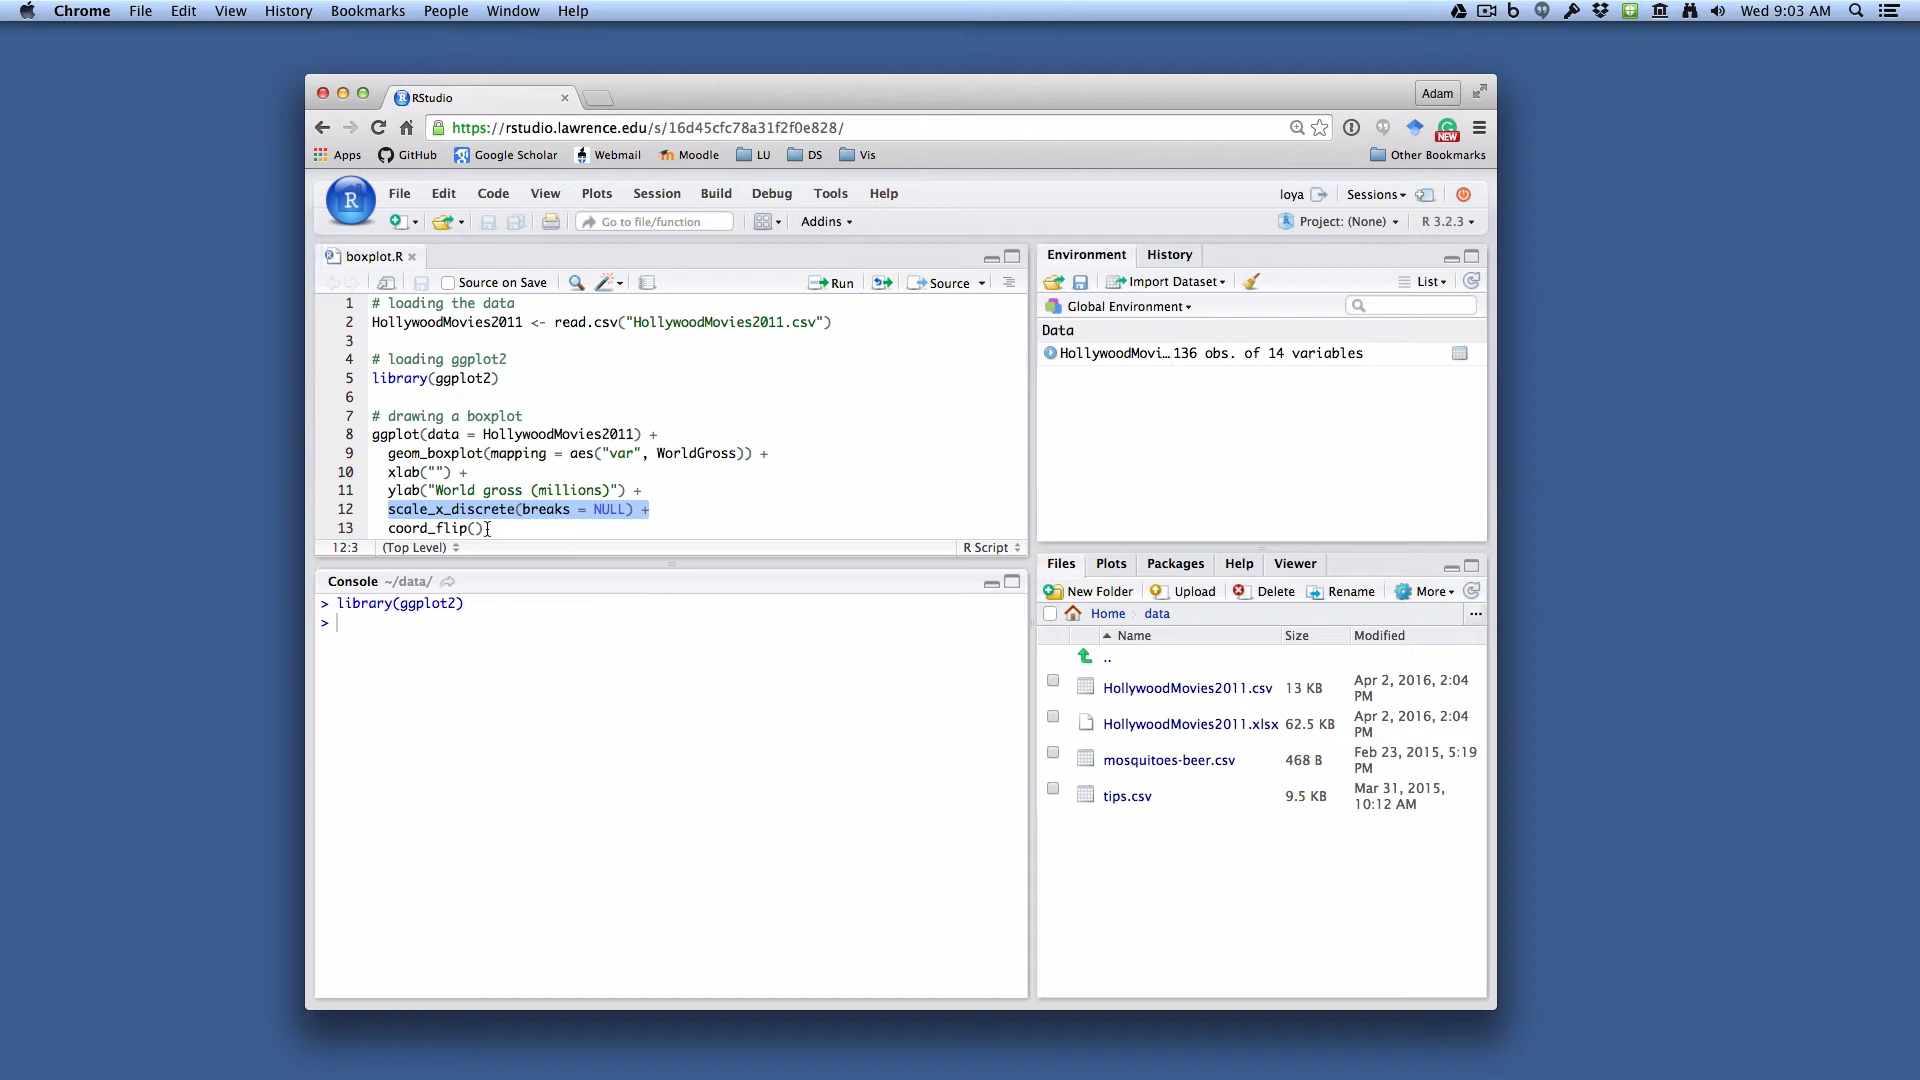 Chrome File Edit View History Bookmarks People Window Help Wed 9:03 AM
RStudio Adam
https://rstudio.lawrence.edu/s/16d45cfc78a31f2f0e828/ NEW
Apps GitHub Google Scholar Webmail Moodle LU DS Vis Other Bookmarks
R File Edit Code View Plots Session Build Debug Tools Help loya Sessions
Go to file/function Addins Project: (None) R 3.2.3
boxplot.R
Source on Save Run Source
1 # loading the data
2 HollywoodMovies2011 <- read.csv("HollywoodMovies2011.csv")
3
4 # loading ggplot2
5 library(ggplot2)
6
7 # drawing a boxplot
8 ggplot(data = HollywoodMovies2011) +
9 geom_boxplot(mapping = aes("var", WorldGross)) +
10 xlab("") +
11 ylab("World gross (millions)") +
12 scale_x_discrete(breaks = NULL) +
13 coord_flip()
12:3 (Top Level) R Script
Console ~/data/
> library(ggplot2)
>
Environment History
Import Dataset List
Global Environment
Data
HollywoodMovi… 136 obs. of 14 variables
Files Plots Packages Help Viewer
New Folder Upload Delete Rename More
Home data ...
Name Size Modified
..
HollywoodMovies2011.csv 13 KB Apr 2, 2016, 2:04
PM
HollywoodMovies2011.xlsx 62.5 KB Apr 2, 2016, 2:04
PM
mosquitoes-beer.csv 468 B Feb 23, 2015, 5:19
PM
tips.csv 9.5 KB Mar 31, 2015,
10:12 AM